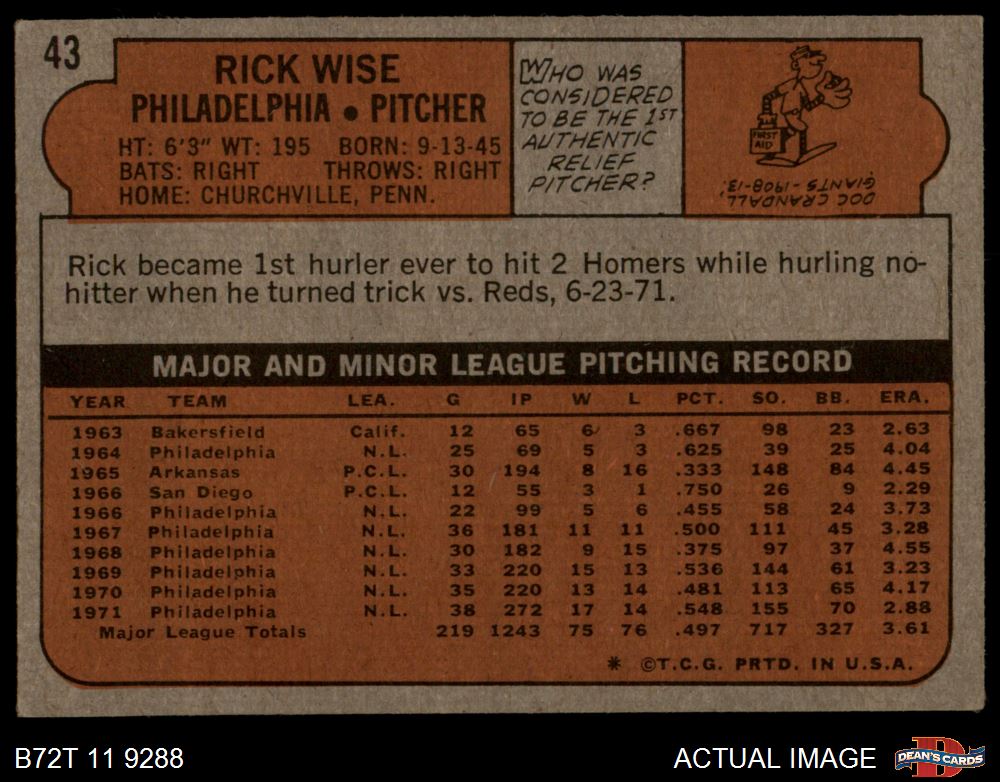 43
RICK WISE
PHILADELPHIA • PITCHER
HT: 6'3" WT: 195 BORN: 9-13-45
BATS: RIGHT THROWS: RIGHT
HOME: CHURCHVILLE, PENN.
WHO WAS
CONSIDERED
TO BE THE 1ST
AUTHENTIC
RELIEF
PITCHER?
FIRST
AID
DOC CRANDALL
GIANTS-1908-13.
Rick became 1st hurler ever to hit 2 Homers while hurling no-
hitter when he turned trick vs. Reds, 6-23-71.
MAJOR AND MINOR LEAGUE PITCHING RECORD
YEAR TEAM LEA. G IP W L PCT. SO. BB. ERA.
1963 Bakersfield Calif. 12 65 6 3 .667 98 23 2.63
1964 Philadelphia N.L. 25 69 5 3 .625 39 25 4.04
1965 Arkansas P.C.L. 30 194 8 16 .333 148 84 4.45
1966 San Diego P.C.L. 12 55 3 1 .750 26 9 2.29
1966 Philadelphia N.L. 22 99 5 6 .455 58 24 3.73
1967 Philadelphia N.L. 36 181 11 11 .500 111 45 3.28
1968 Philadelphia N.L. 30 182 9 15 .375 97 37 4.55
1969 Philadelphia N.L. 33 220 15 13 .536 144 61 3.23
1970 Philadelphia N.L. 35 220 13 14 .481 113 65 4.17
1971 Philadelphia N.L. 38 272 17 14 .548 155 70 2.88
Major League Totals 219 1243 75 76 .497 717 327 3.61
* ©T.C.G. PRTD. IN U.S.A.
B72T 11 9288
ACTUAL IMAGE
D
DEAN'S CARDS